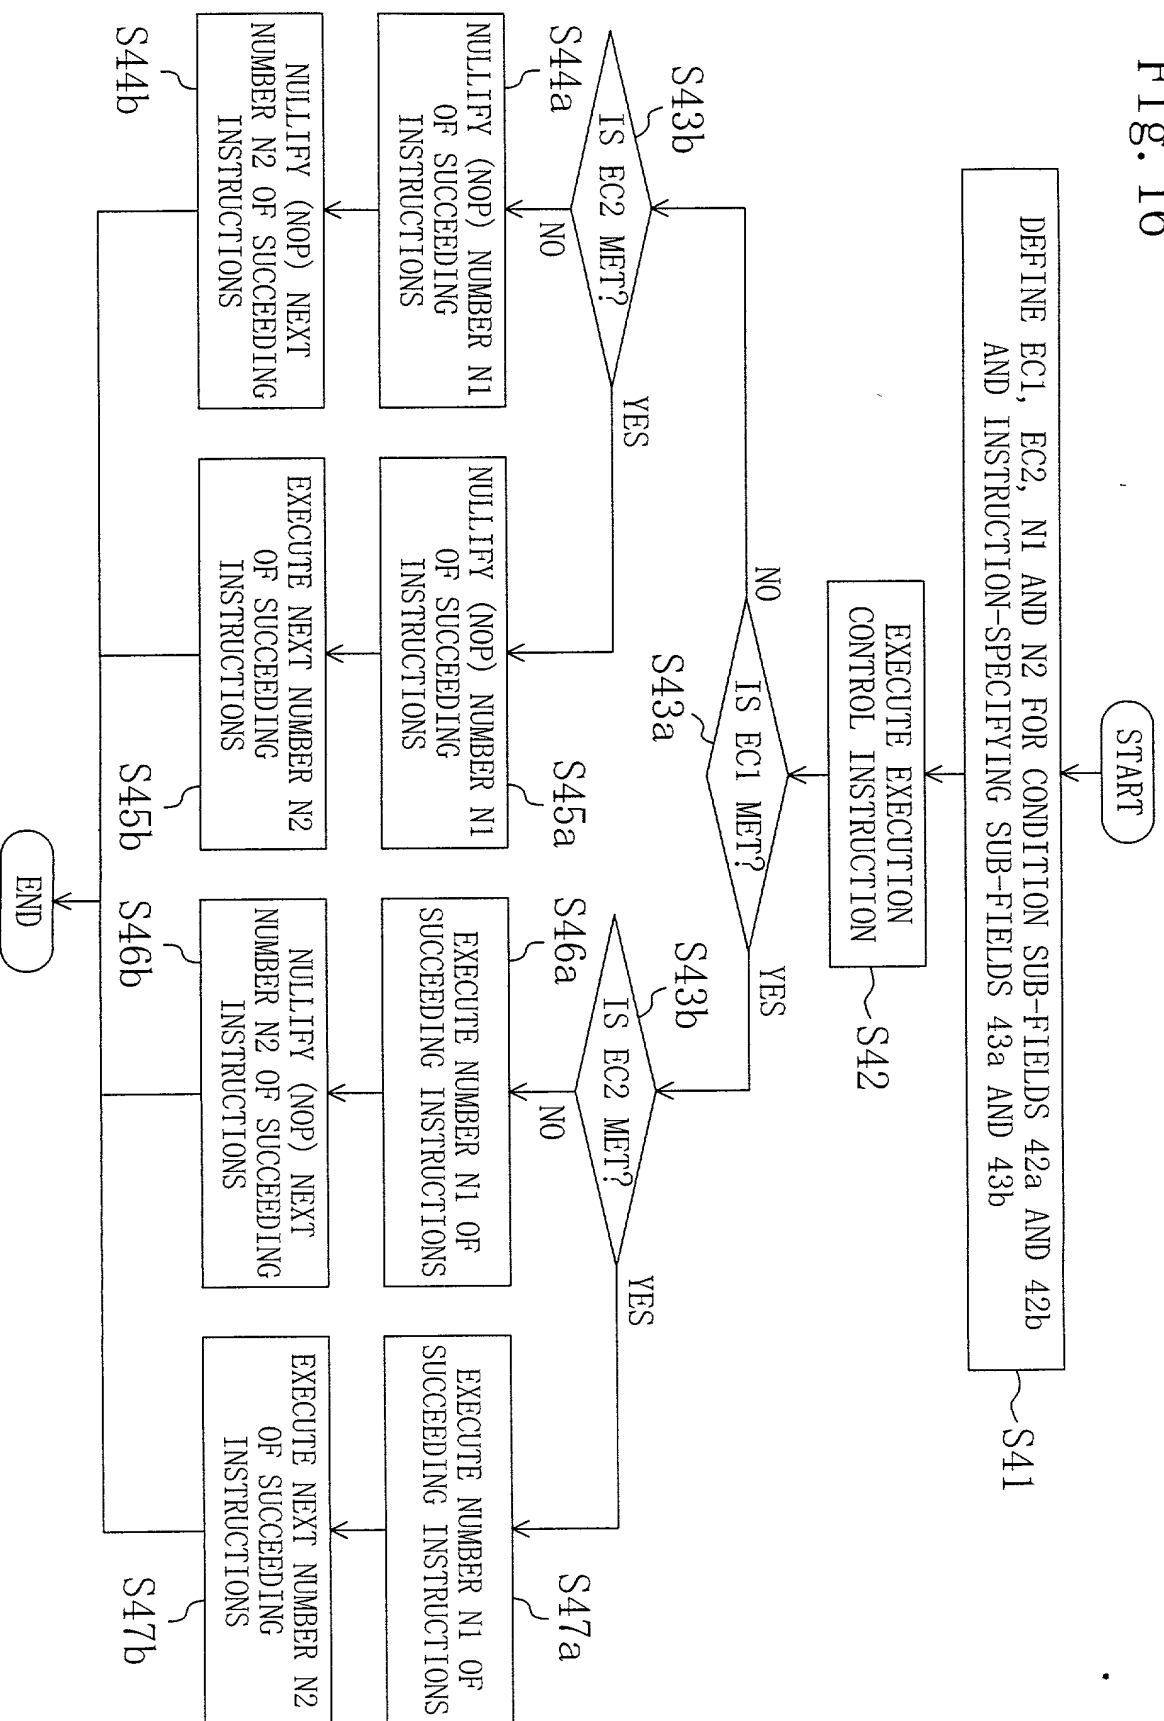 Fig. 16
START
DEFINE EC1, EC2, N1 AND N2 FOR CONDITION SUB-FIELDS 42a AND 42b
AND INSTRUCTION-SPECIFYING SUB-FIELDS 43a AND 43b
S41
EXECUTE EXECUTION
CONTROL INSTRUCTION
S42
IS EC1 MET?
S43a
NO
YES
S43b
IS EC2 MET?
NO
YES
S43b
IS EC2 MET?
NO
YES
S44a
NULLIFY (NOP) NUMBER N1
OF SUCCEEDING
INSTRUCTIONS
NULLIFY (NOP) NUMBER N1
OF SUCCEEDING
INSTRUCTIONS
S45a
S46a
EXECUTE NUMBER N1 OF
SUCCEEDING INSTRUCTIONS
EXECUTE NUMBER N1 OF
SUCCEEDING INSTRUCTIONS
S47a
NULLIFY (NOP) NEXT
NUMBER N2 OF SUCCEEDING
INSTRUCTIONS
S44b
EXECUTE NEXT NUMBER N2
OF SUCCEEDING
INSTRUCTIONS
S45b
NULLIFY (NOP) NEXT
NUMBER N2 OF SUCCEEDING
INSTRUCTIONS
S46b
EXECUTE NEXT NUMBER N2
OF SUCCEEDING
INSTRUCTIONS
S47b
END